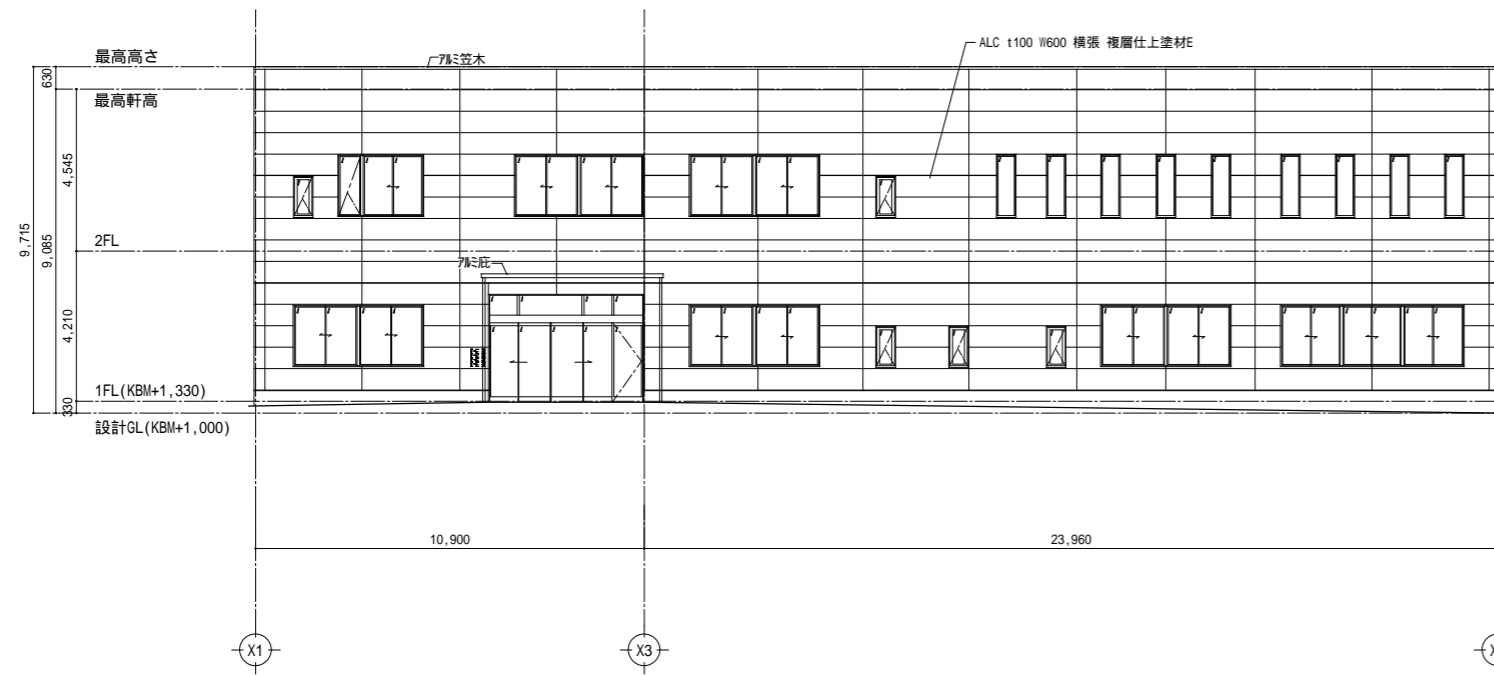 ALC t100 W600 横張 複層仕上塗材E
最高高さ
アルミ笠木
630
最高軒高
4,545
9,715
9,085
2FL
アルミ庇
4,210
1FL(KBM+1,330)
330
設計GL(KBM+1,000)
10,900
23,960
X1
X3